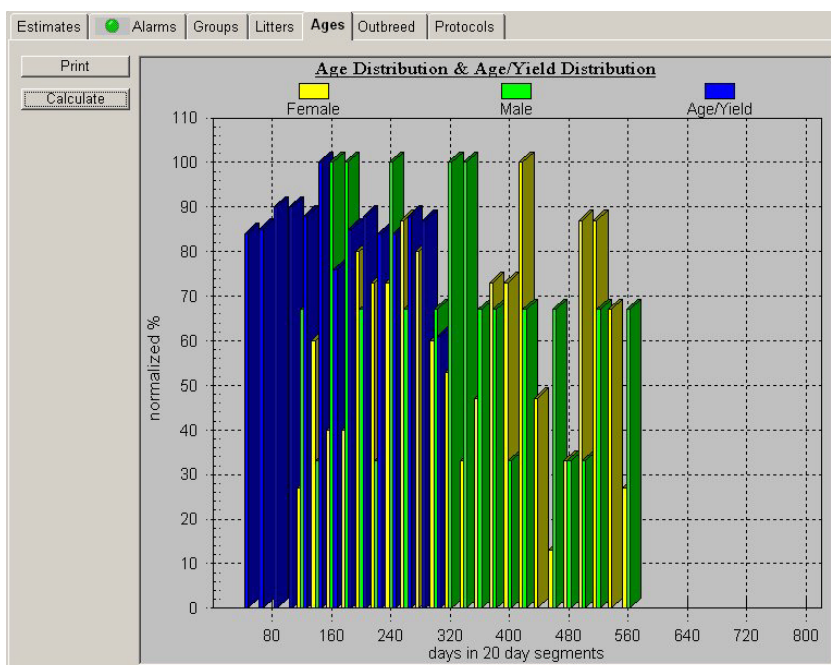 Estimates Alarms Groups Litters Ages Outbreed Protocols
Print
Calculate
Age Distribution & Age/Yield Distribution
Female Male Age/Yield
normalized %
110
100
90
80
70
60
50
40
30
20
10
0
80 160 240 320 400 480 560 640 720 800
days in 20 day segments